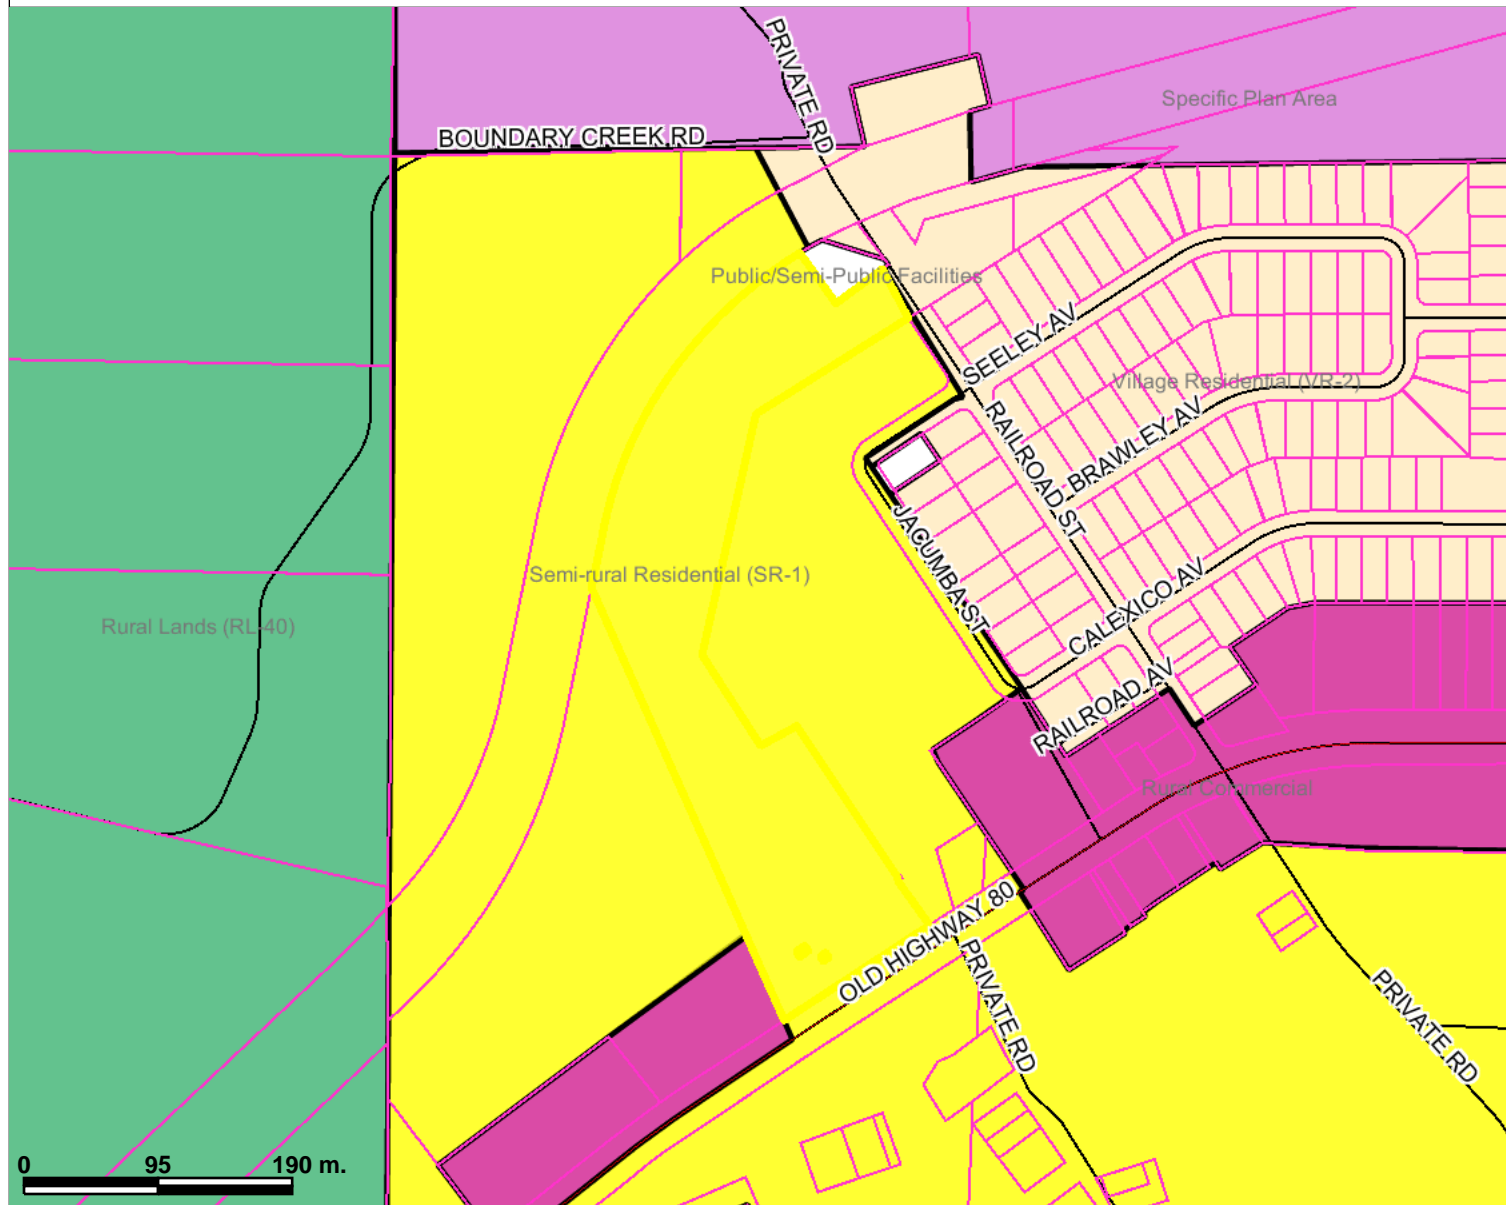 PRIVATE RD
Specific Plan Area
BOUNDARY CREEK RD
Public/Semi-Public Facilities
SEELEY AV
Village Residential (VR-2)
BRAWLEY AV
RAILROAD ST
JACUMBA ST
Semi-rural Residential (SR-1)
CALEXICO AV
Rural Lands (RL-40)
RAILROAD AV
Rural Commercial
OLD HIGHWAY 80
PRIVATE RD
PRIVATE RD
0 95 190 m.